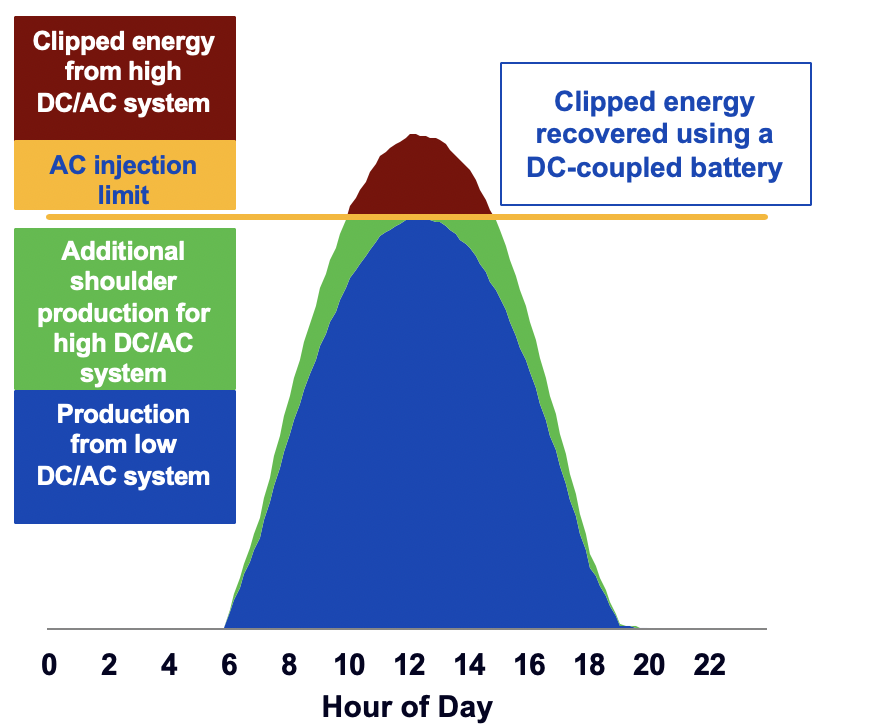 Clipped energy
from high
DC/AC system
AC injection
limit
Additional
shoulder
production for
high DC/AC
system
Production
from low
DC/AC system
Clipped energy
recovered using a
DC-coupled battery
0 2 4 6 8 10 12 14 16 18 20 22
Hour of Day